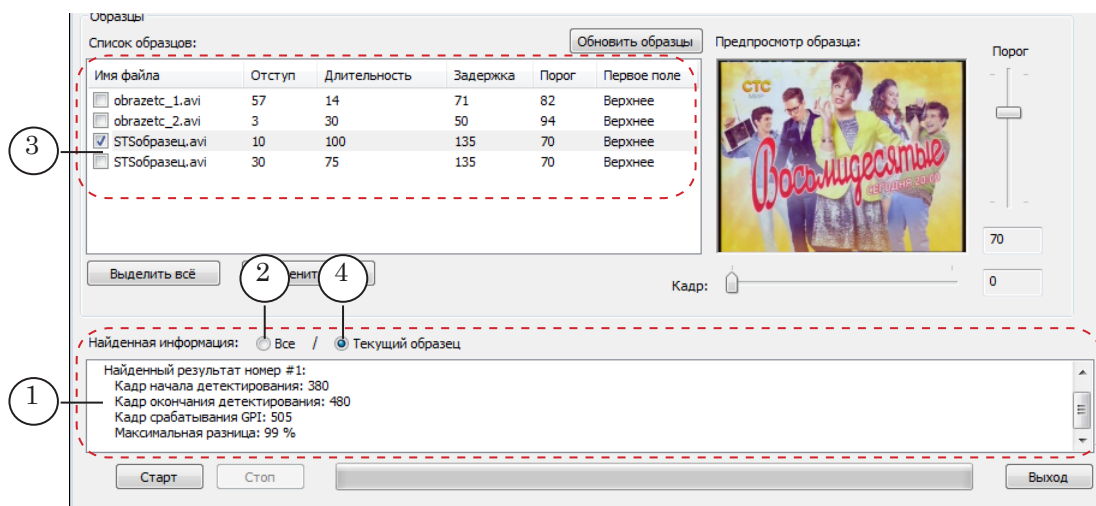 Образцы
Список образцов:
Обновить образцы
Предпросмотр образца:
Порог
Имя файла Отступ Длительность Задержка Порог Первое поле
obrazetc_1.avi 57 14 71 82 Верхнее
obrazetc_2.avi 3 30 50 94 Верхнее
STSобразец.avi 10 100 135 70 Верхнее
STSобразец.avi 30 75 135 70 Верхнее
3
СТС
Восьмидесятые
СЕГОДНЯ 20:00
70
Выделить всё
2
4
Кадр:
0
Найденная информация: Все / Текущий образец
1
Найденный результат номер #1:
Кадр начала детектирования: 380
Кадр окончания детектирования: 480
Кадр срабатывания GPI: 505
Максимальная разница: 99 %
Старт
Стоп
Выход